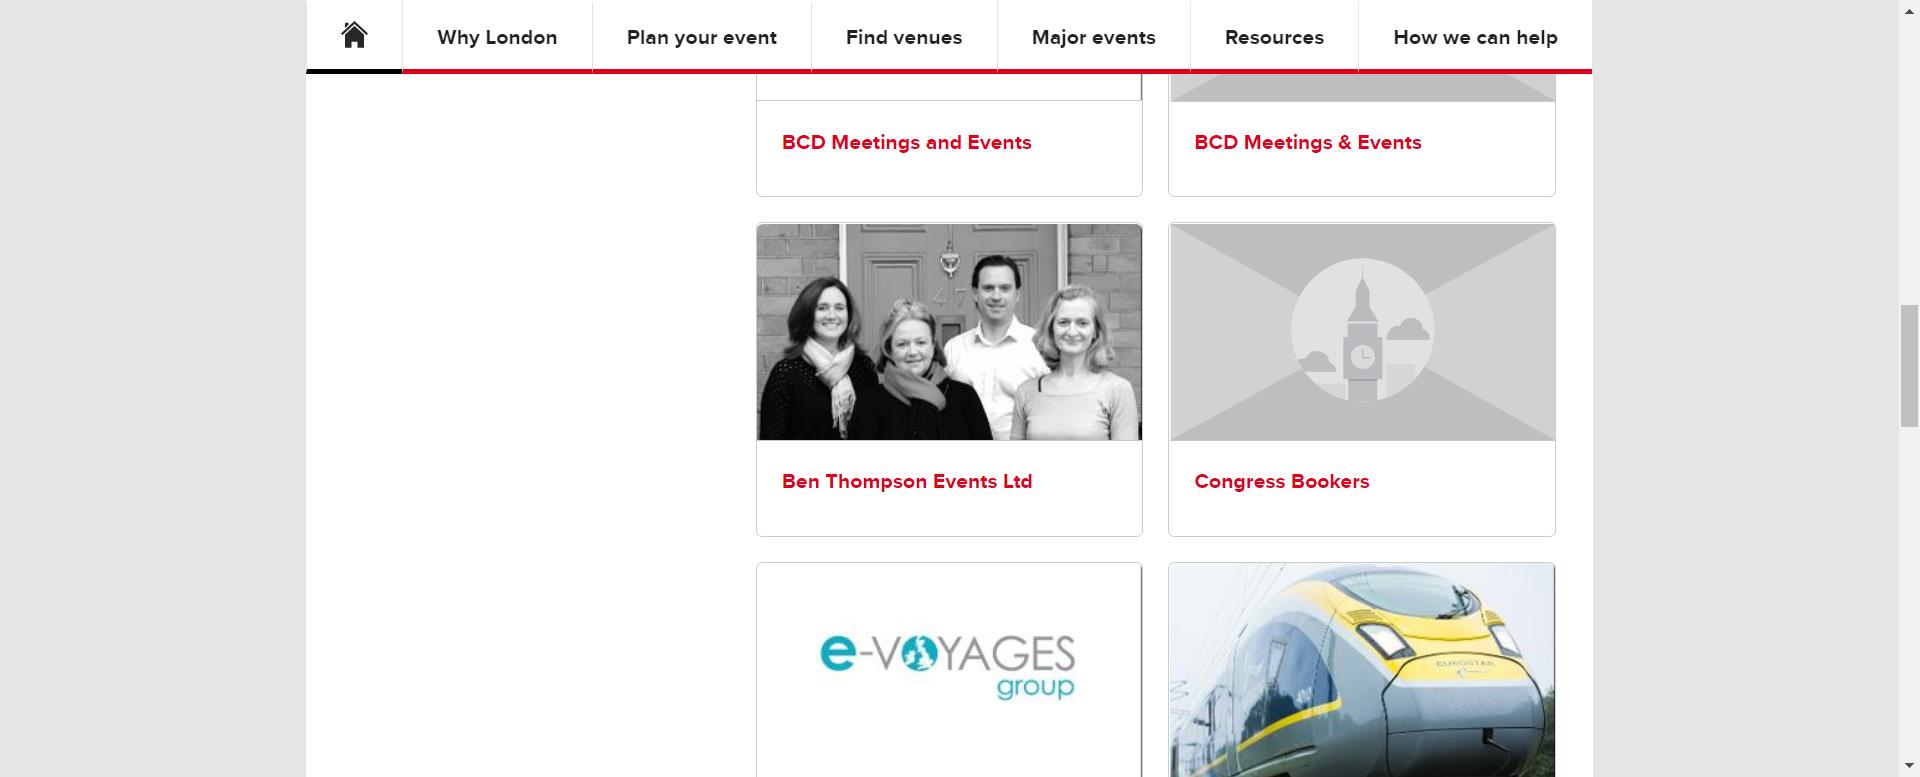 Why London
Plan your event
Find venues
Major events
Resources
How we can help
BCD Meetings and Events
BCD Meetings & Events
47
Ben Thompson Events Ltd
Congress Bookers
e-VOYAGES
group
EUROSTAR